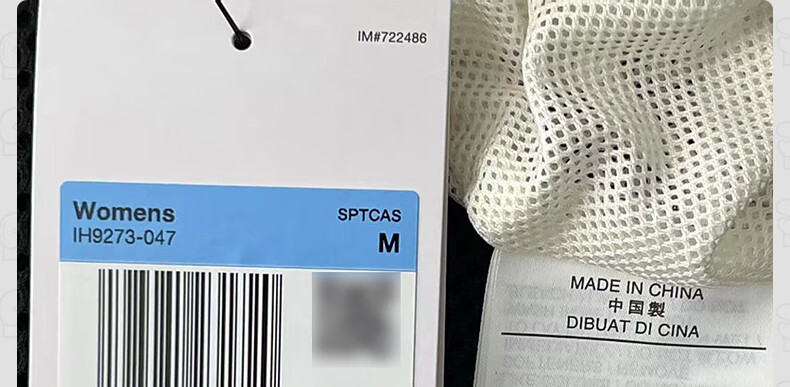 IM#722486
Womens
SPTCAS
IH9273-047
M
MADE IN CHINA
中国製
DIBUAT DI CINA